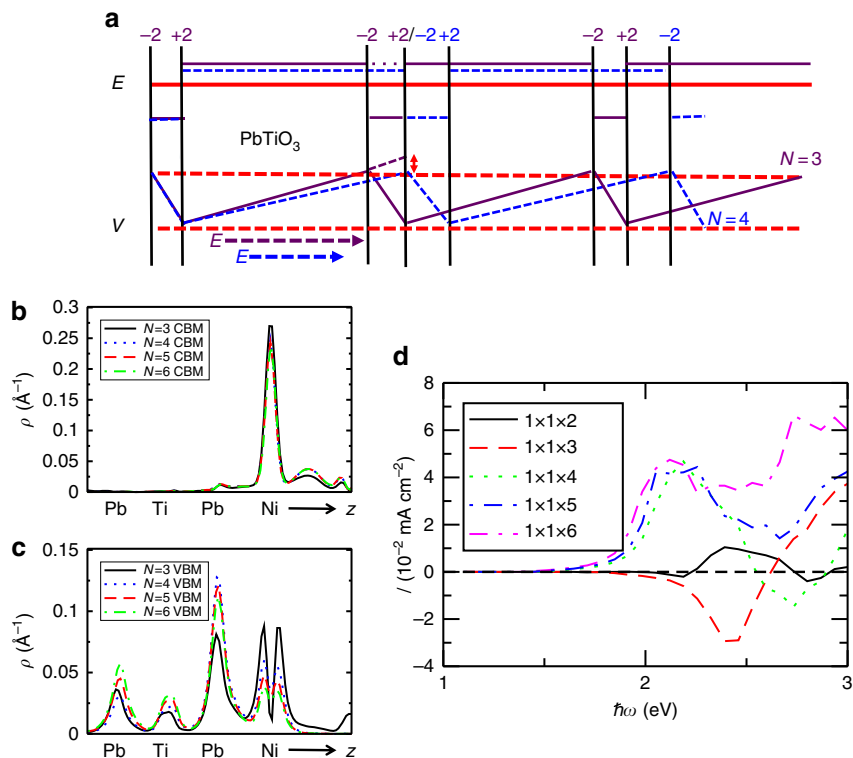 a
–2 +2 –2 +2/–2 +2 –2 +2 –2
E
PbTiO3
N=3
V
N=4
E
E
b
0.3
0.25
0.2
0.15
0.1
0.05
0
ρ (Å–1)
N=3 CBM
N=4 CBM
N=5 CBM
N=6 CBM
Pb Ti Pb Ni z
c
0.15
0.1
0.05
0
ρ (Å–1)
N=3 VBM
N=4 VBM
N=5 VBM
N=6 VBM
Pb Ti Pb Ni z
d
8
6
4
2
0
−2
−4
I (10–2 mA cm–2)
1×1×2
1×1×3
1×1×4
1×1×5
1×1×6
1 2 3
ħω (eV)